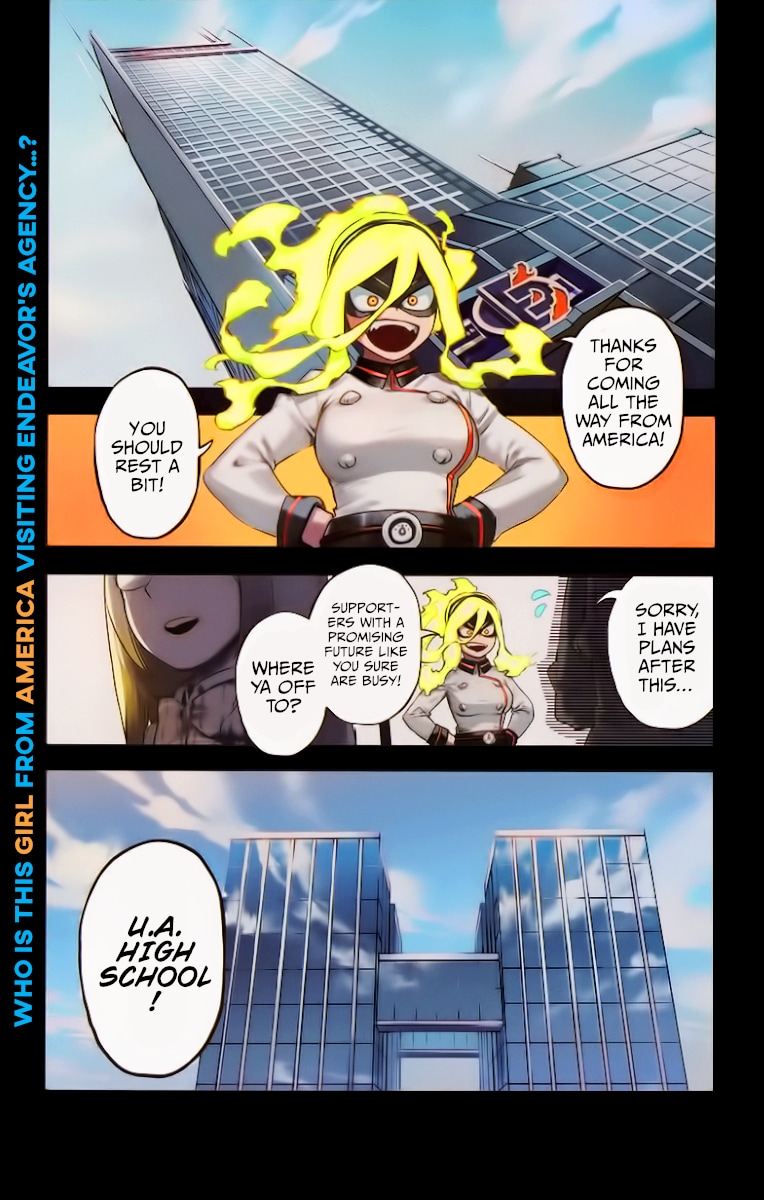 WHO IS THIS GIRL FROM AMERICA VISITING ENDEAVOR'S AGENCY...?
THANKS
FOR
COMING
ALL THE
WAY FROM
AMERICA!
YOU
SHOULD
REST A
BIT!
SORRY,
I HAVE
PLANS
AFTER
THIS...
SUPPORT-
ERS WITH A
PROMISING
FUTURE LIKE
YOU SURE
ARE BUSY!
WHERE
YA OFF
TO?
U.A.
HIGH
SCHOOL
!